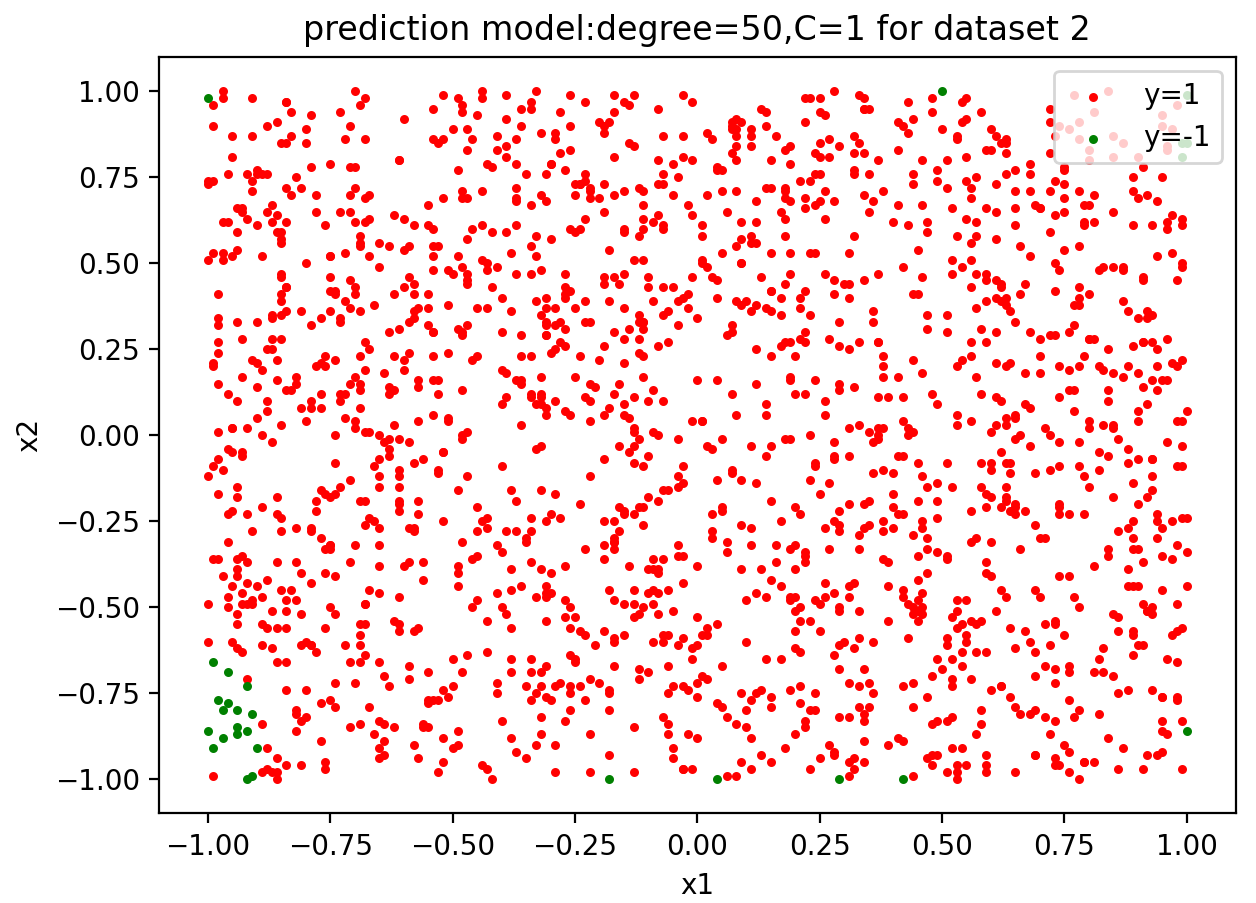 prediction model:degree=50,C=1 for dataset 2
y=1
y=-1
1.00
0.75
0.50
0.25
0.00
−0.25
−0.50
−0.75
−1.00
x2
−1.00 −0.75 −0.50 −0.25 0.00 0.25 0.50 0.75 1.00
x1